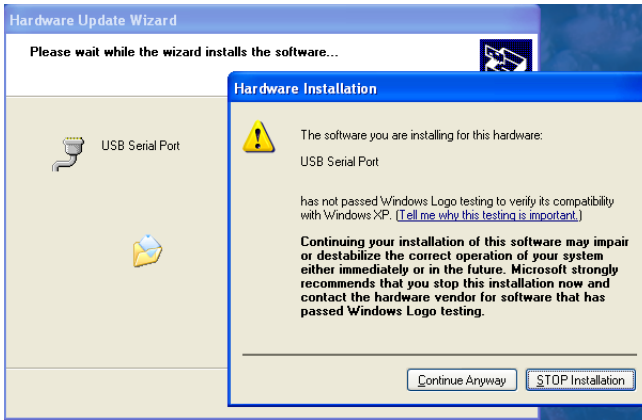 Hardware Update Wizard
Please wait while the wizard installs the software...
USB Serial Port
Hardware Installation
The software you are installing for this hardware:
USB Serial Port
has not passed Windows Logo testing to verify its compatibility
with Windows XP. (Tell me why this testing is important.)
Continuing your installation of this software may impair
or destabilize the correct operation of your system
either immediately or in the future. Microsoft strongly
recommends that you stop this installation now and
contact the hardware vendor for software that has
passed Windows Logo testing.
Continue Anyway
STOP Installation